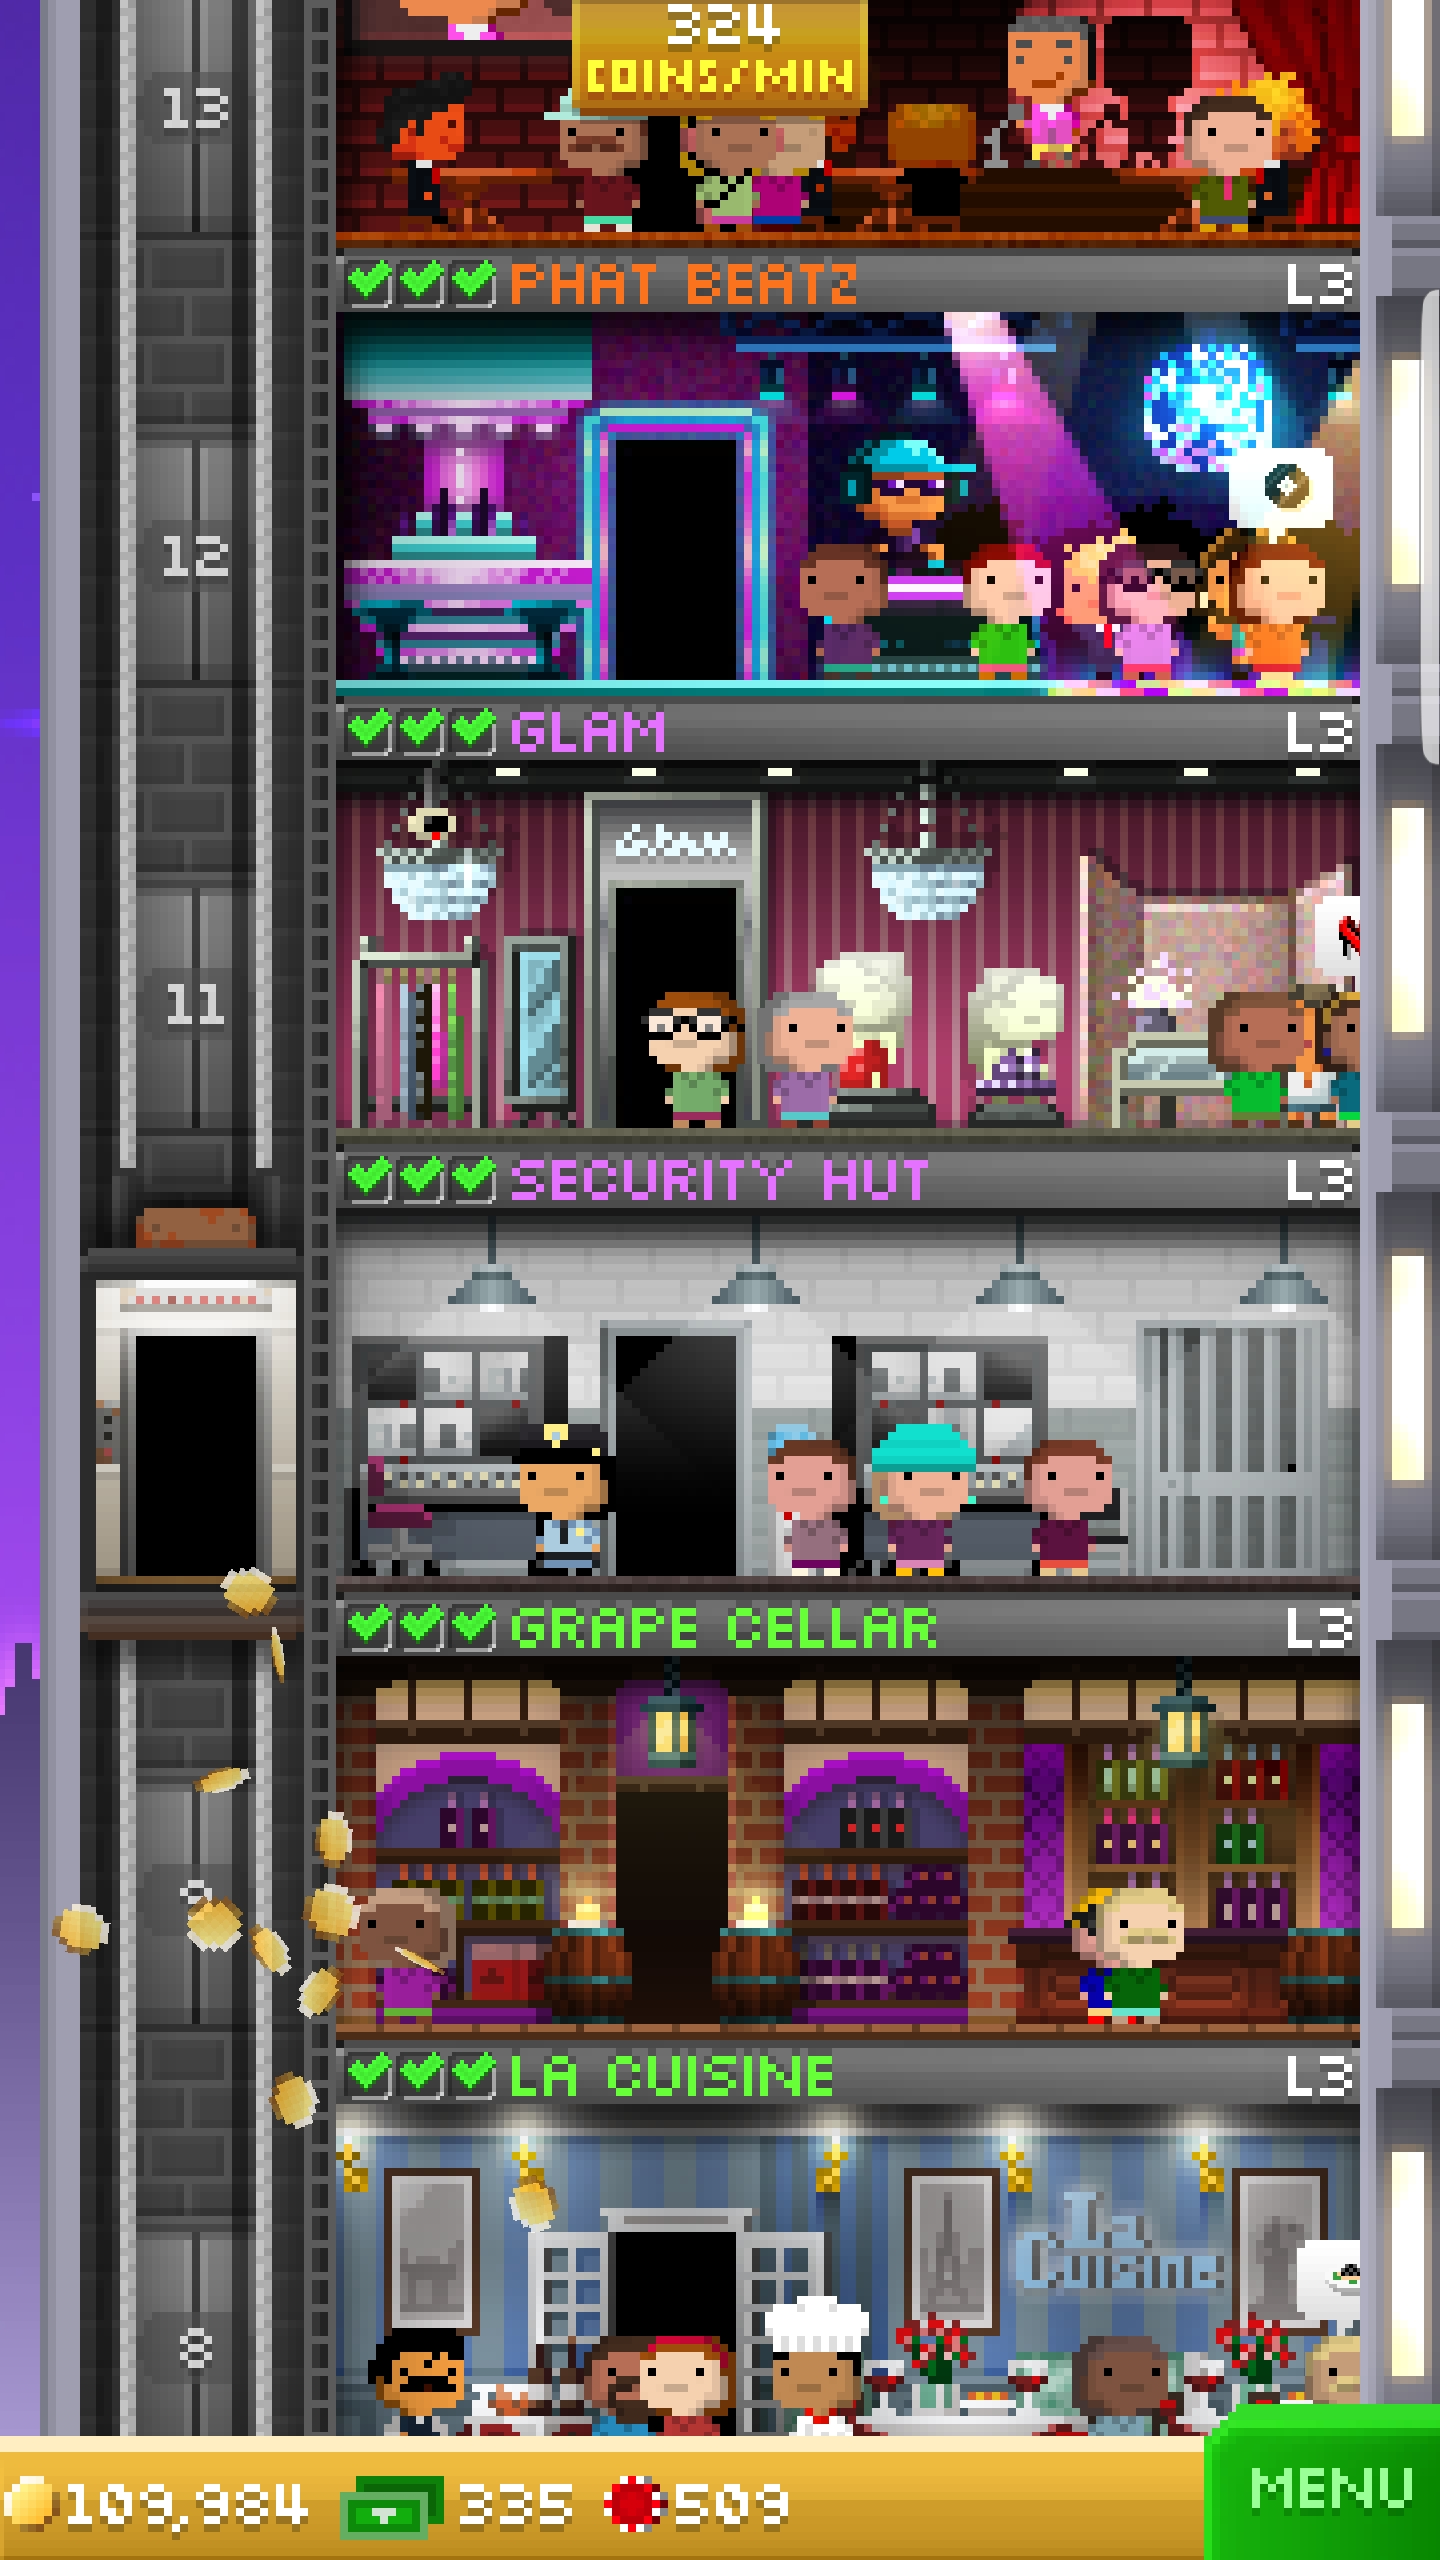 324
COINS/MIN
13
PHAT BEATZ
L3
12
GLAM
L3
Glam
11
SECURITY HUT
L3
GRAPE CELLAR
L3
9
LA CUISINE
L3
La
Cuisine
8
109,984
335
509
MENU